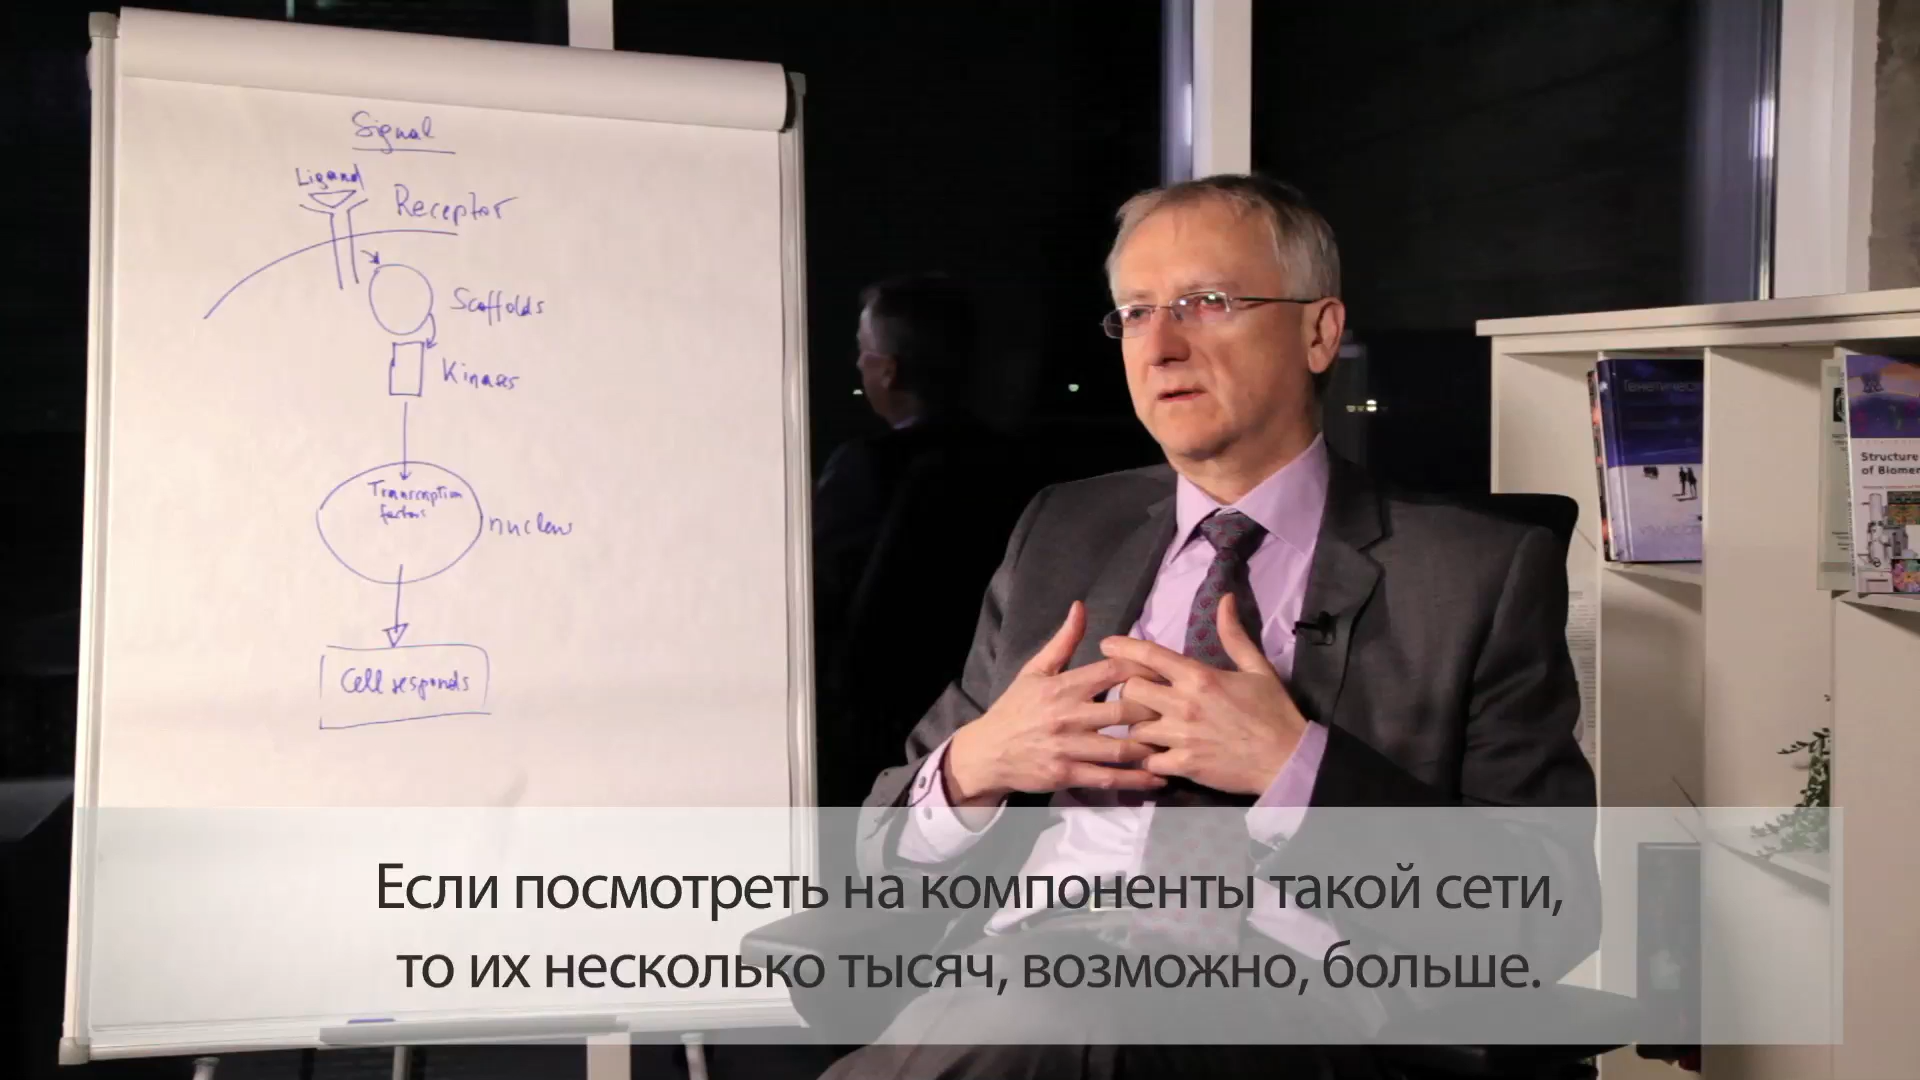 Signal
Ligand
Receptor
Scaffolds
Kinases
Transcription
factors
Cell responds
Генетическ
Structure
of Biomer
Если посмотреть на компоненты такой сети,
то их несколько тысяч, возможно, больше.